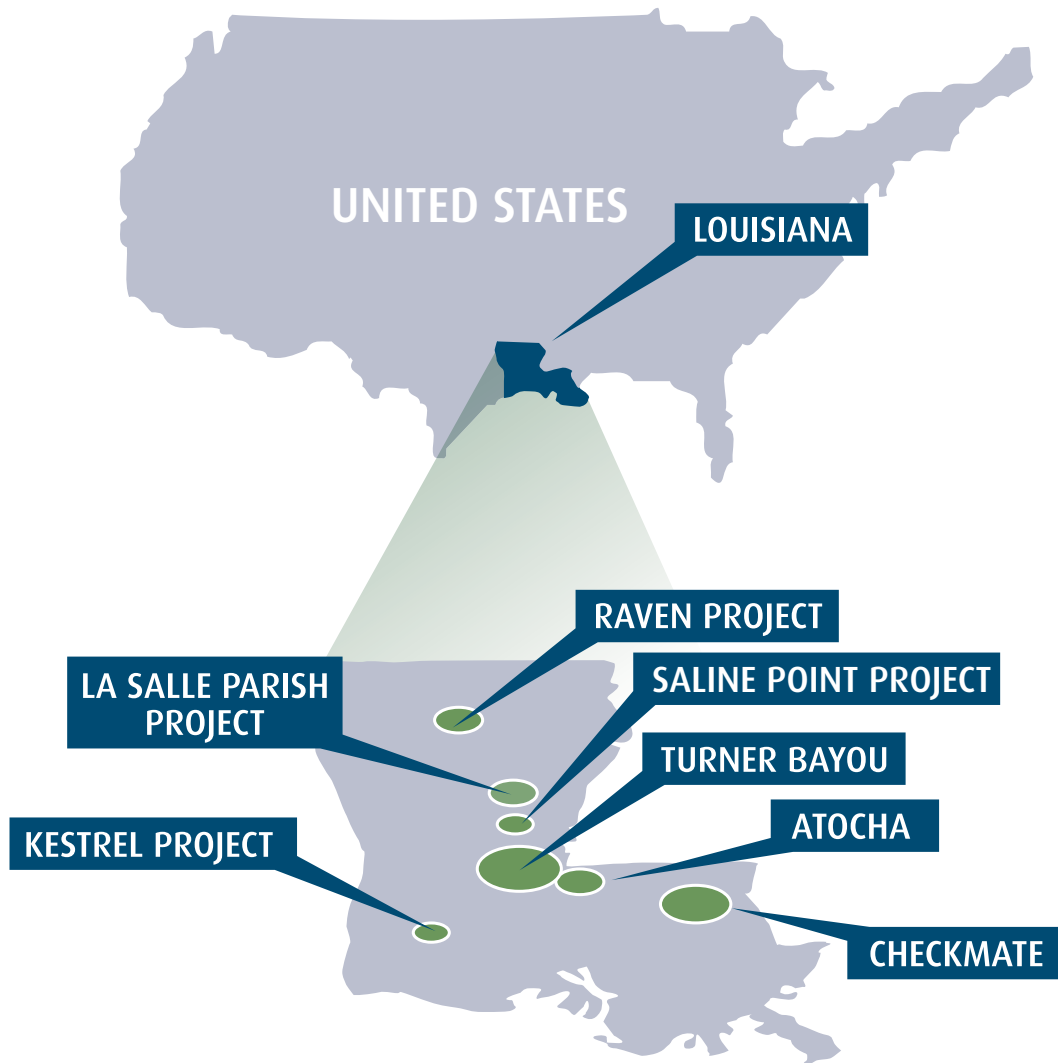 UNITED STATES
LOUISIANA
RAVEN PROJECT
LA SALLE PARISH
PROJECT
SALINE POINT PROJECT
TURNER BAYOU
ATOCHA
KESTREL PROJECT
CHECKMATE